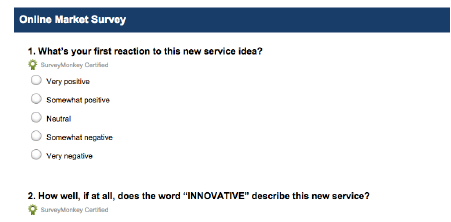 Online Market Survey
1. What's your first reaction to this new service idea?
SurveyMonkey Certified
Very positive
Somewhat positive
Neutral
Somewhat negative
Very negative
2. How well, if at all, does the word "INNOVATIVE" describe this new service?
SurveyMonkey Certified